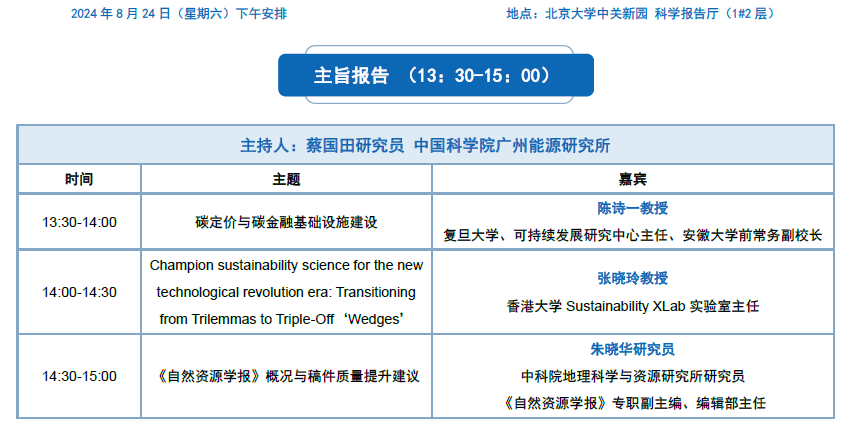 2024 年 8 月 24 日（星期六）下午安排
地点：北京大学中关新园 科学报告厅（1#2 层）
主旨报告 （13：30-15：00）
主持人：蔡国田研究员 中国科学院广州能源研究所
时间
主题
嘉宾
13:30-14:00
碳定价与碳金融基础设施建设
陈诗一教授
复旦大学、可持续发展研究中心主任、安徽大学前常务副校长
14:00-14:30
Champion sustainability science for the new
technological revolution era: Transitioning
from Trilemmas to Triple-Off‘Wedges’
张晓玲教授
香港大学 Sustainability XLab 实验室主任
14:30-15:00
《自然资源学报》概况与稿件质量提升建议
朱晓华研究员
中科院地理科学与资源研究所研究员
《自然资源学报》专职副主编、编辑部主任